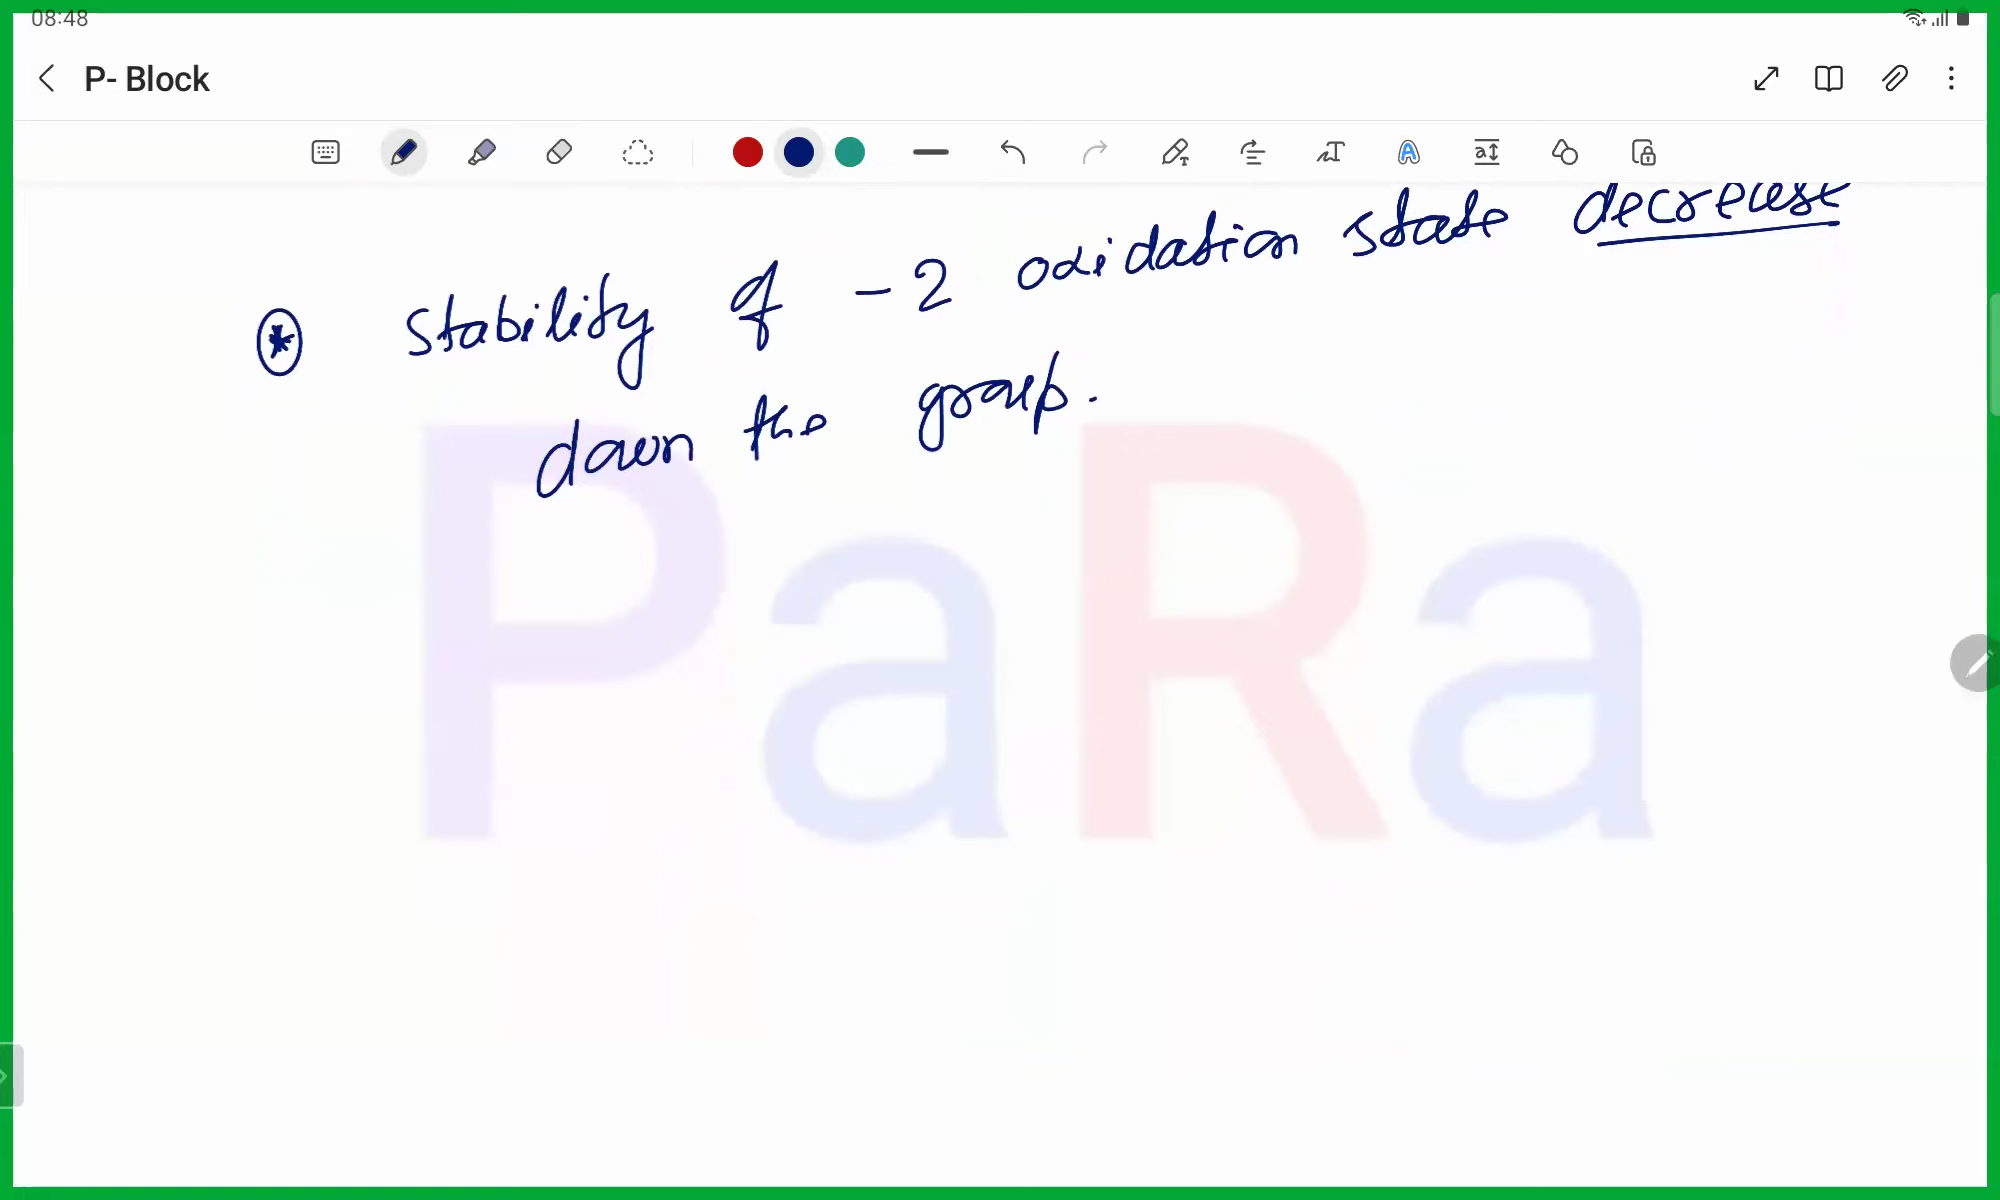 08:48
P- Block
stability of -2 oxidation state decrease
down the group.
PaRa